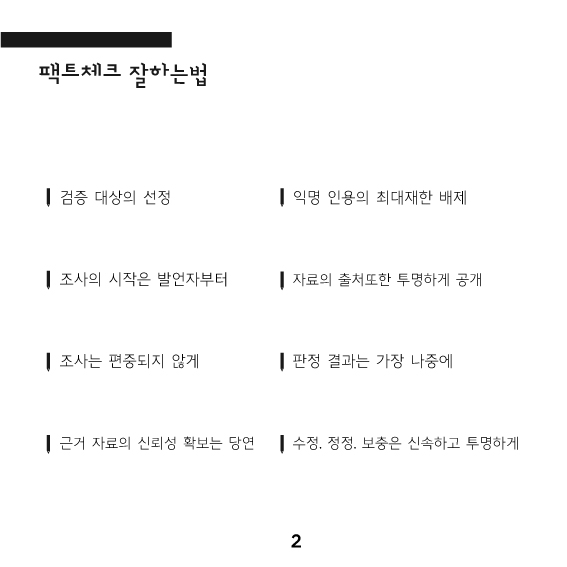 팩트체크 잘하는법
검증 대상의 선정
조사의 시작은 발언자부터
조사는 편중되지 않게
근거 자료의 신뢰성 확보는 당연
익명 인용의 최대재한 배제
자료의 출처또한 투명하게 공개
판정 결과는 가장 나중에
수정. 정정. 보충은 신속하고 투명하게
2